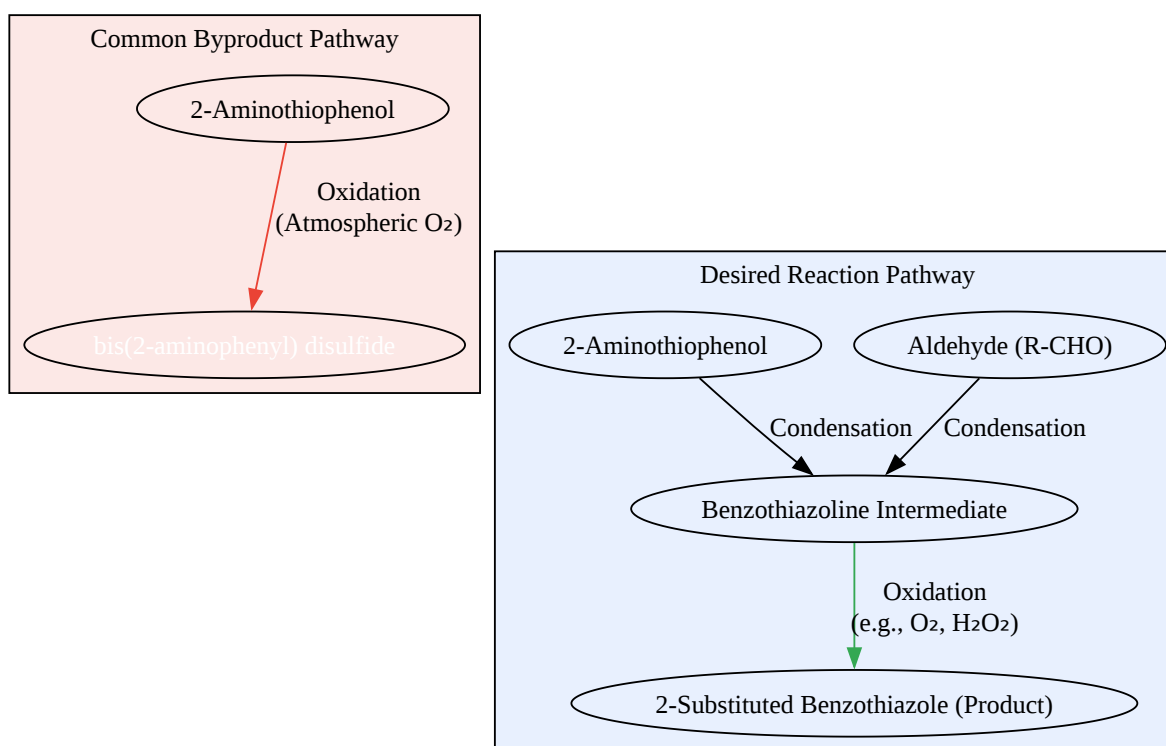 Common Byproduct Pathway
2-Aminothiophenol
Oxidation
(Atmospheric O₂)
bis(2-aminophenyl) disulfide
Desired Reaction Pathway
2-Aminothiophenol
Aldehyde (R-CHO)
Condensation
Condensation
Benzothiazoline Intermediate
Oxidation
(e.g., O₂, H₂O₂)
2-Substituted Benzothiazole (Product)